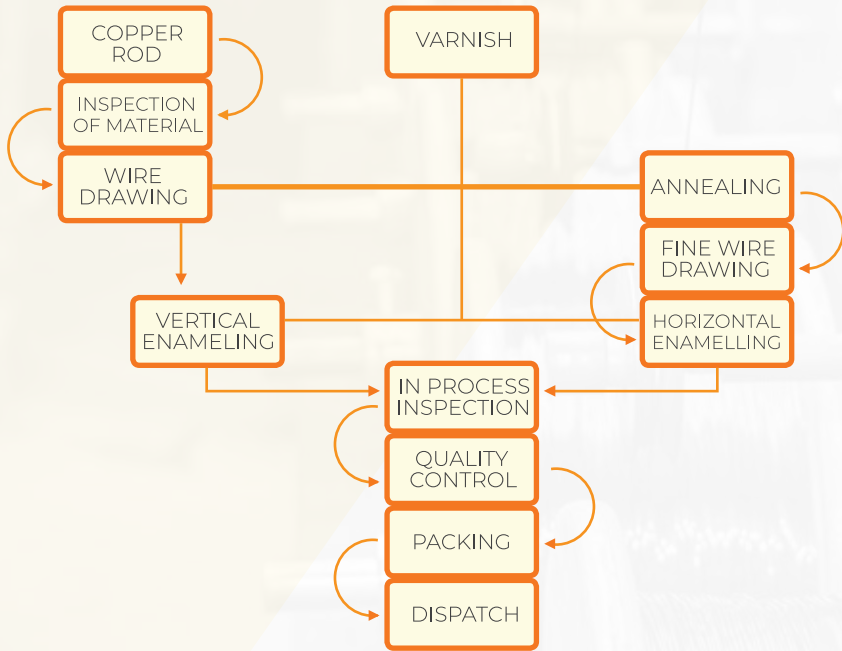 COPPER
ROD
VARNISH
INSPECTION
OF MATERIAL
WIRE
DRAWING
ANNEALING
FINE WIRE
DRAWING
VERTICAL
ENAMELING
HORIZONTAL
ENAMELLING
IN PROCESS
INSPECTION
QUALITY
CONTROL
PACKING
DISPATCH